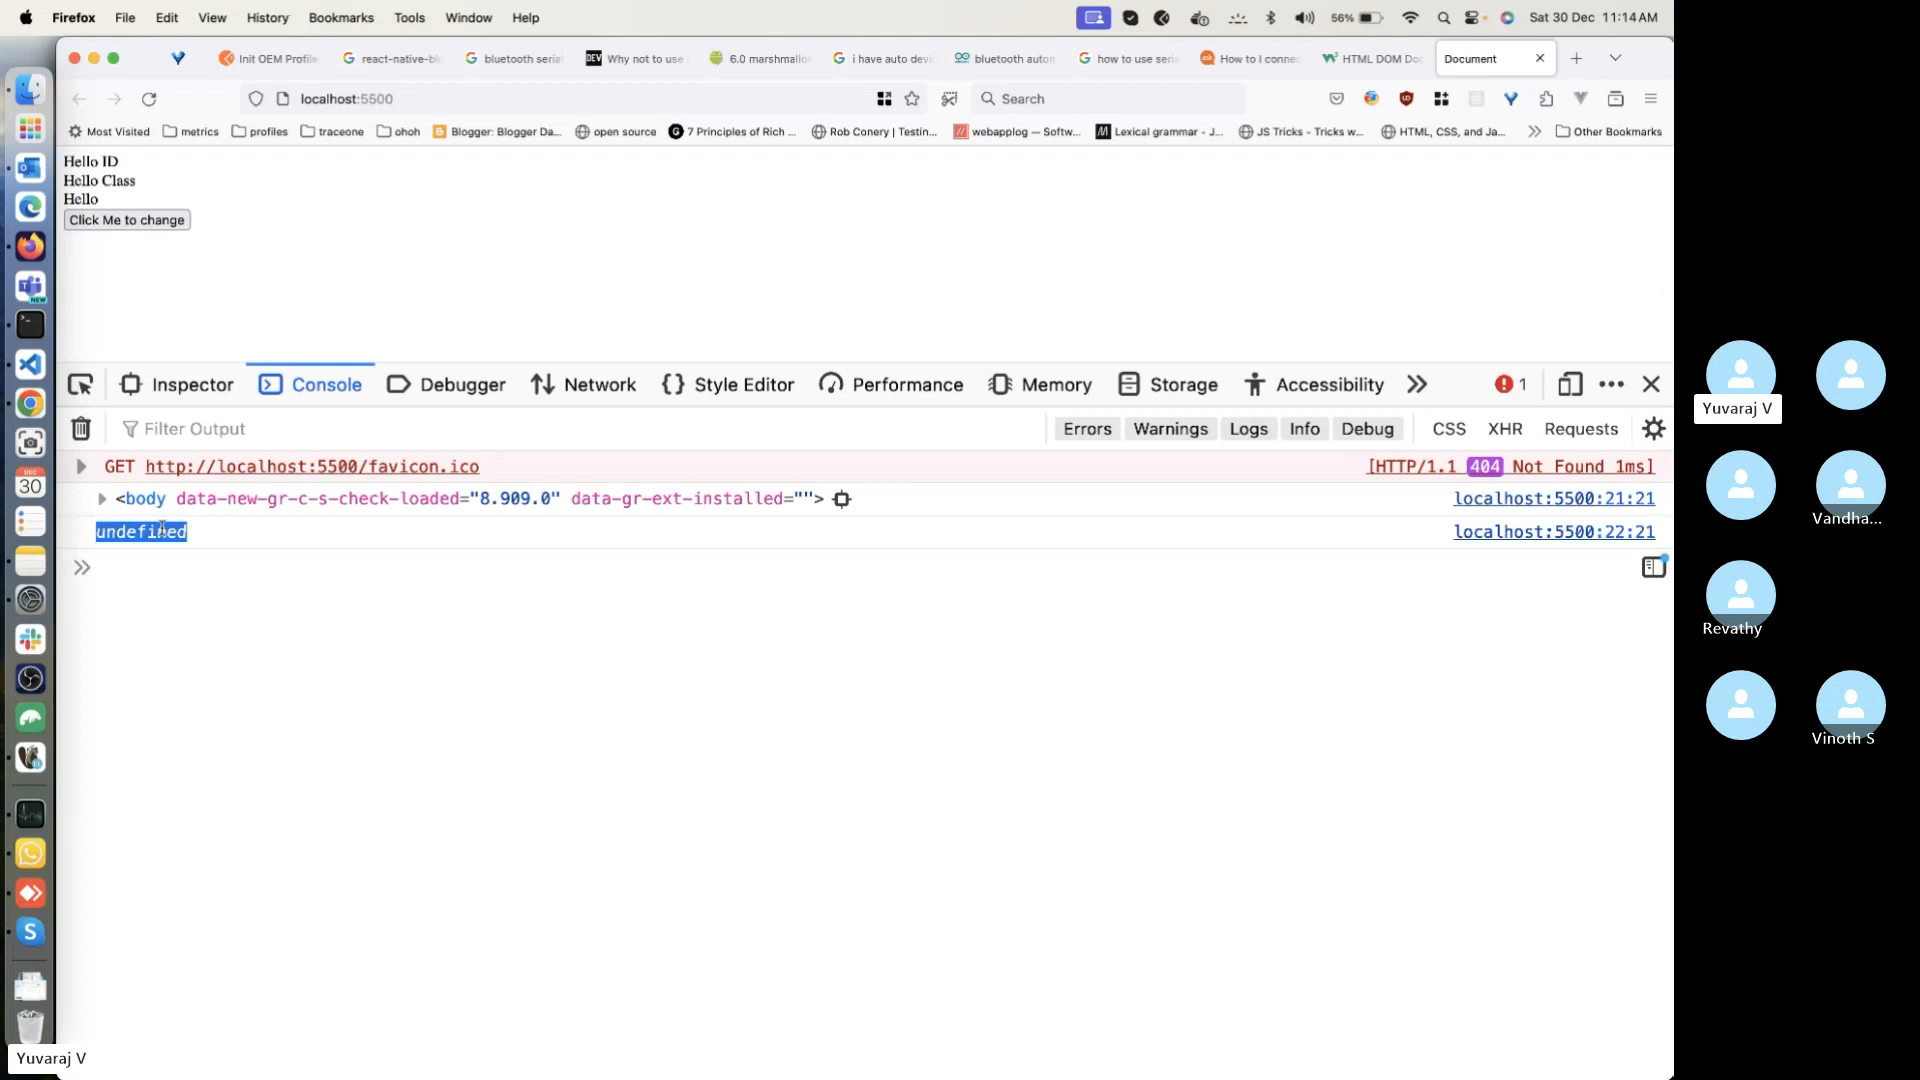 Firefox File Edit View History Bookmarks Tools Window Help 56% Sat 30 Dec 11:14 AM
Init OEM Profile react-native-blu bluetooth serial DEV Why not to use 6.0 marshmallow i have auto devi bluetooth autom how to use seria How to I connec HTML DOM Doc Document
localhost:5500 Search
Most Visited metrics profiles traceone ohoh Blogger: Blogger Da... open source 7 Principles of Rich ... Rob Conery | Testin... webapplog — Softw... Lexical grammar - J... JS Tricks - Tricks w... HTML, CSS, and Ja... Other Bookmarks
Hello ID
Hello Class
Hello
Click Me to change
Inspector Console Debugger Network Style Editor Performance Memory Storage Accessibility 1
Filter Output Errors Warnings Logs Info Debug CSS XHR Requests
GET http://localhost:5500/favicon.ico [HTTP/1.1 404 Not Found 1ms]
<body data-new-gr-c-s-check-loaded="8.909.0" data-gr-ext-installed=""> localhost:5500:21:21
undefined localhost:5500:22:21
NEW
DEC
30
S
Yuvaraj V
Yuvaraj V
Vandha...
Revathy
Vinoth S